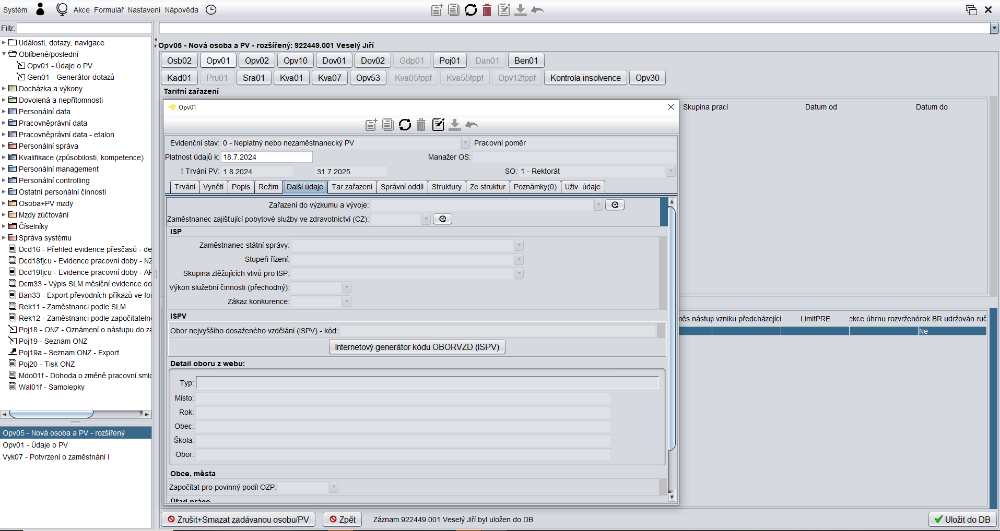 Systém Akce Formulář Nastavení Nápověda
Filtr:
Události, dotazy, navigace
Oblíbené/poslední
Opv01 - Údaje o PV
Gen01 - Generátor dotazů
Docházka a výkony
Dovolená a nepřítomnosti
Personální data
Pracovněprávní data
Pracovněprávní data - etalon
Personální správa
Kvalifikace (způsobilosti, kompetence)
Personální management
Personální controlling
Ostatní personální činnosti
Osoba+PV mzdy
Mzdy zúčtování
Číselníky
Správa systému
Dcd16 - Přehled evidence přesčasů - de
Dcd18fjcu - Evidence pracovní doby - NZ
Dcd19fjcu - Evidence pracovní doby - AF
Dcm33 - Výpis SLM měsíční evidence do
Ban33 - Export převodních příkazů ve for
Rek11 - Zaměstnanci podle SLM
Rek12 - Zaměstnanci podle započitatelno
Poj18 - ONZ - Oznámení o nástupu do za
Poj19 - Seznam ONZ
Poj19a - Seznam ONZ - Export
Poj20 - Tisk ONZ
Mdo01f - Dohoda o změně pracovní smlo
Wal01f - Samolepky
Opv05 - Nová osoba a PV - rozšířený
Opv01 - Údaje o PV
Vyk07 - Potvrzení o zaměstnání I
Opv05 - Nová osoba a PV - rozšířený: 922449.001 Veselý Jiří
Osb02 Opv01 Opv02 Opv10 Dov01 Dov02 Gdp01 Poj01 Dan01 Ben01
Kad01 Pru01 Sra01 Kva01 Kva07 Opv53 Kva05fppf Kva55fppf Opv12fppf Kontrola insolvence Opv30
Tarifní zařazení
Skupina prací Datum od Datum do
Opv01
Evidenční stav: 0 - Neplatný nebo nezaměstnanecký PV Pracovní poměr
Platnost údajů k: 18.7.2024 Manažer OS:
! Trvání PV: 1.8.2024 31.7.2025 SO: 1 - Rektorát
Trvání Vynětí Popis Režim Další údaje Tar.zařazení Správní oddíl Struktury Ze struktur Poznámky(0) Uživ. údaje
Zařazení do výzkumu a vývoje:
Zaměstnanec zajišťující pobytové služby ve zdravotnictví (CZ):
ISP
Zaměstnanec státní správy:
Stupeň řízení:
Skupina ztěžujících vlivů pro ISP:
Výkon služební činnosti (přechodný):
Zákaz konkurence:
ISPV
Obor nejvyššího dosaženého vzdělání (ISPV) - kód:
Internetový generátor kódu OBORVZD (ISPV)
Detail oboru z webu:
Typ:
Místo:
Rok:
Obec:
Škola:
Obor:
Obce, města
Započítat pro povinný podíl OZP:
Úřad práce
něs.nástup vzniku předcházející LimitPRE ekce úhrnu rozvržené rok BR udržován ruč
Ne
Zrušit+Smazat zadávanou osobu/PV Zpět Záznam 922449.001 Veselý Jiří byl uložen do DB Uložit do DB